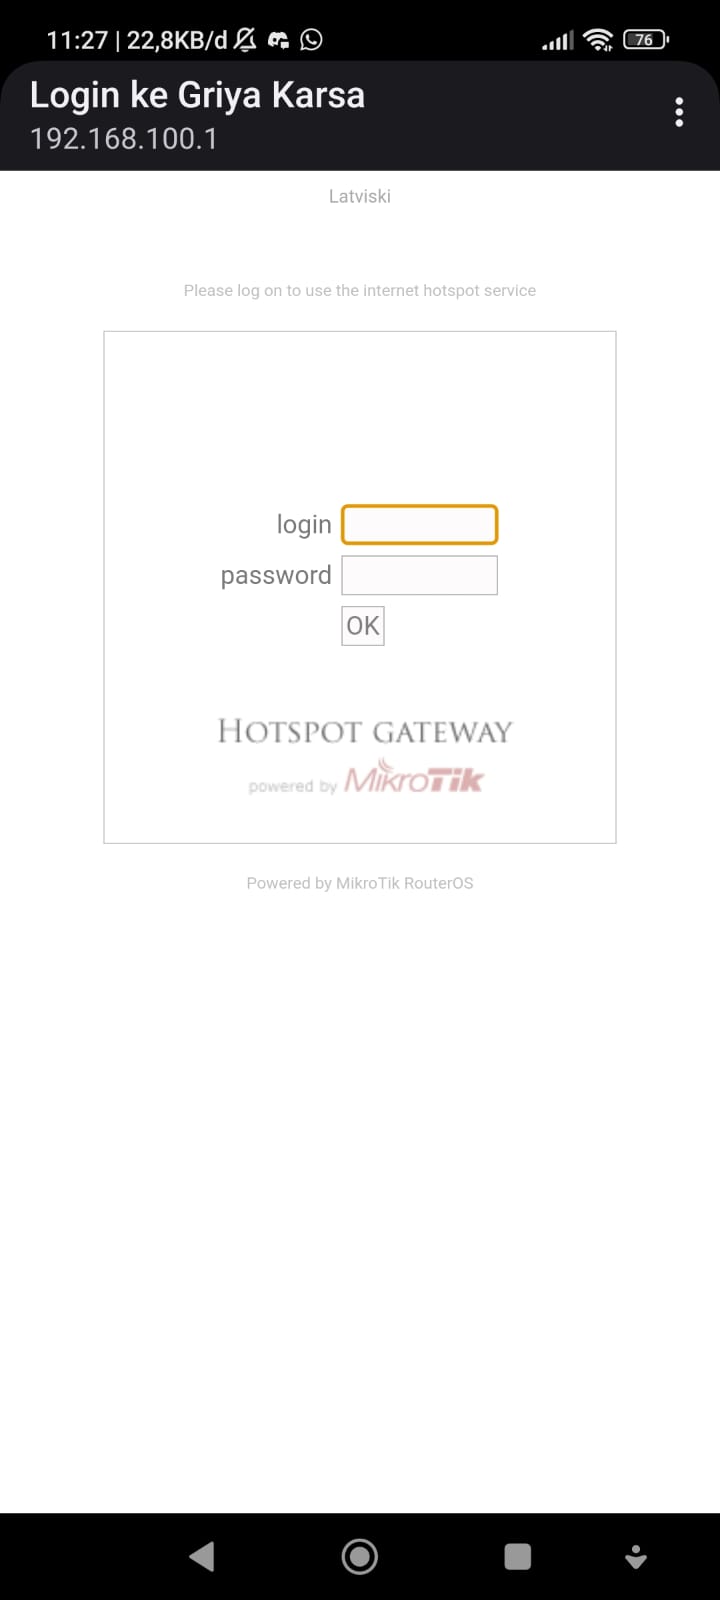 11:27 | 22,8KB/d
76
Login ke Griya Karsa
192.168.100.1
Latviski
Please log on to use the internet hotspot service
login
password
OK
HOTSPOT GATEWAY
powered by MikroTik
Powered by MikroTik RouterOS